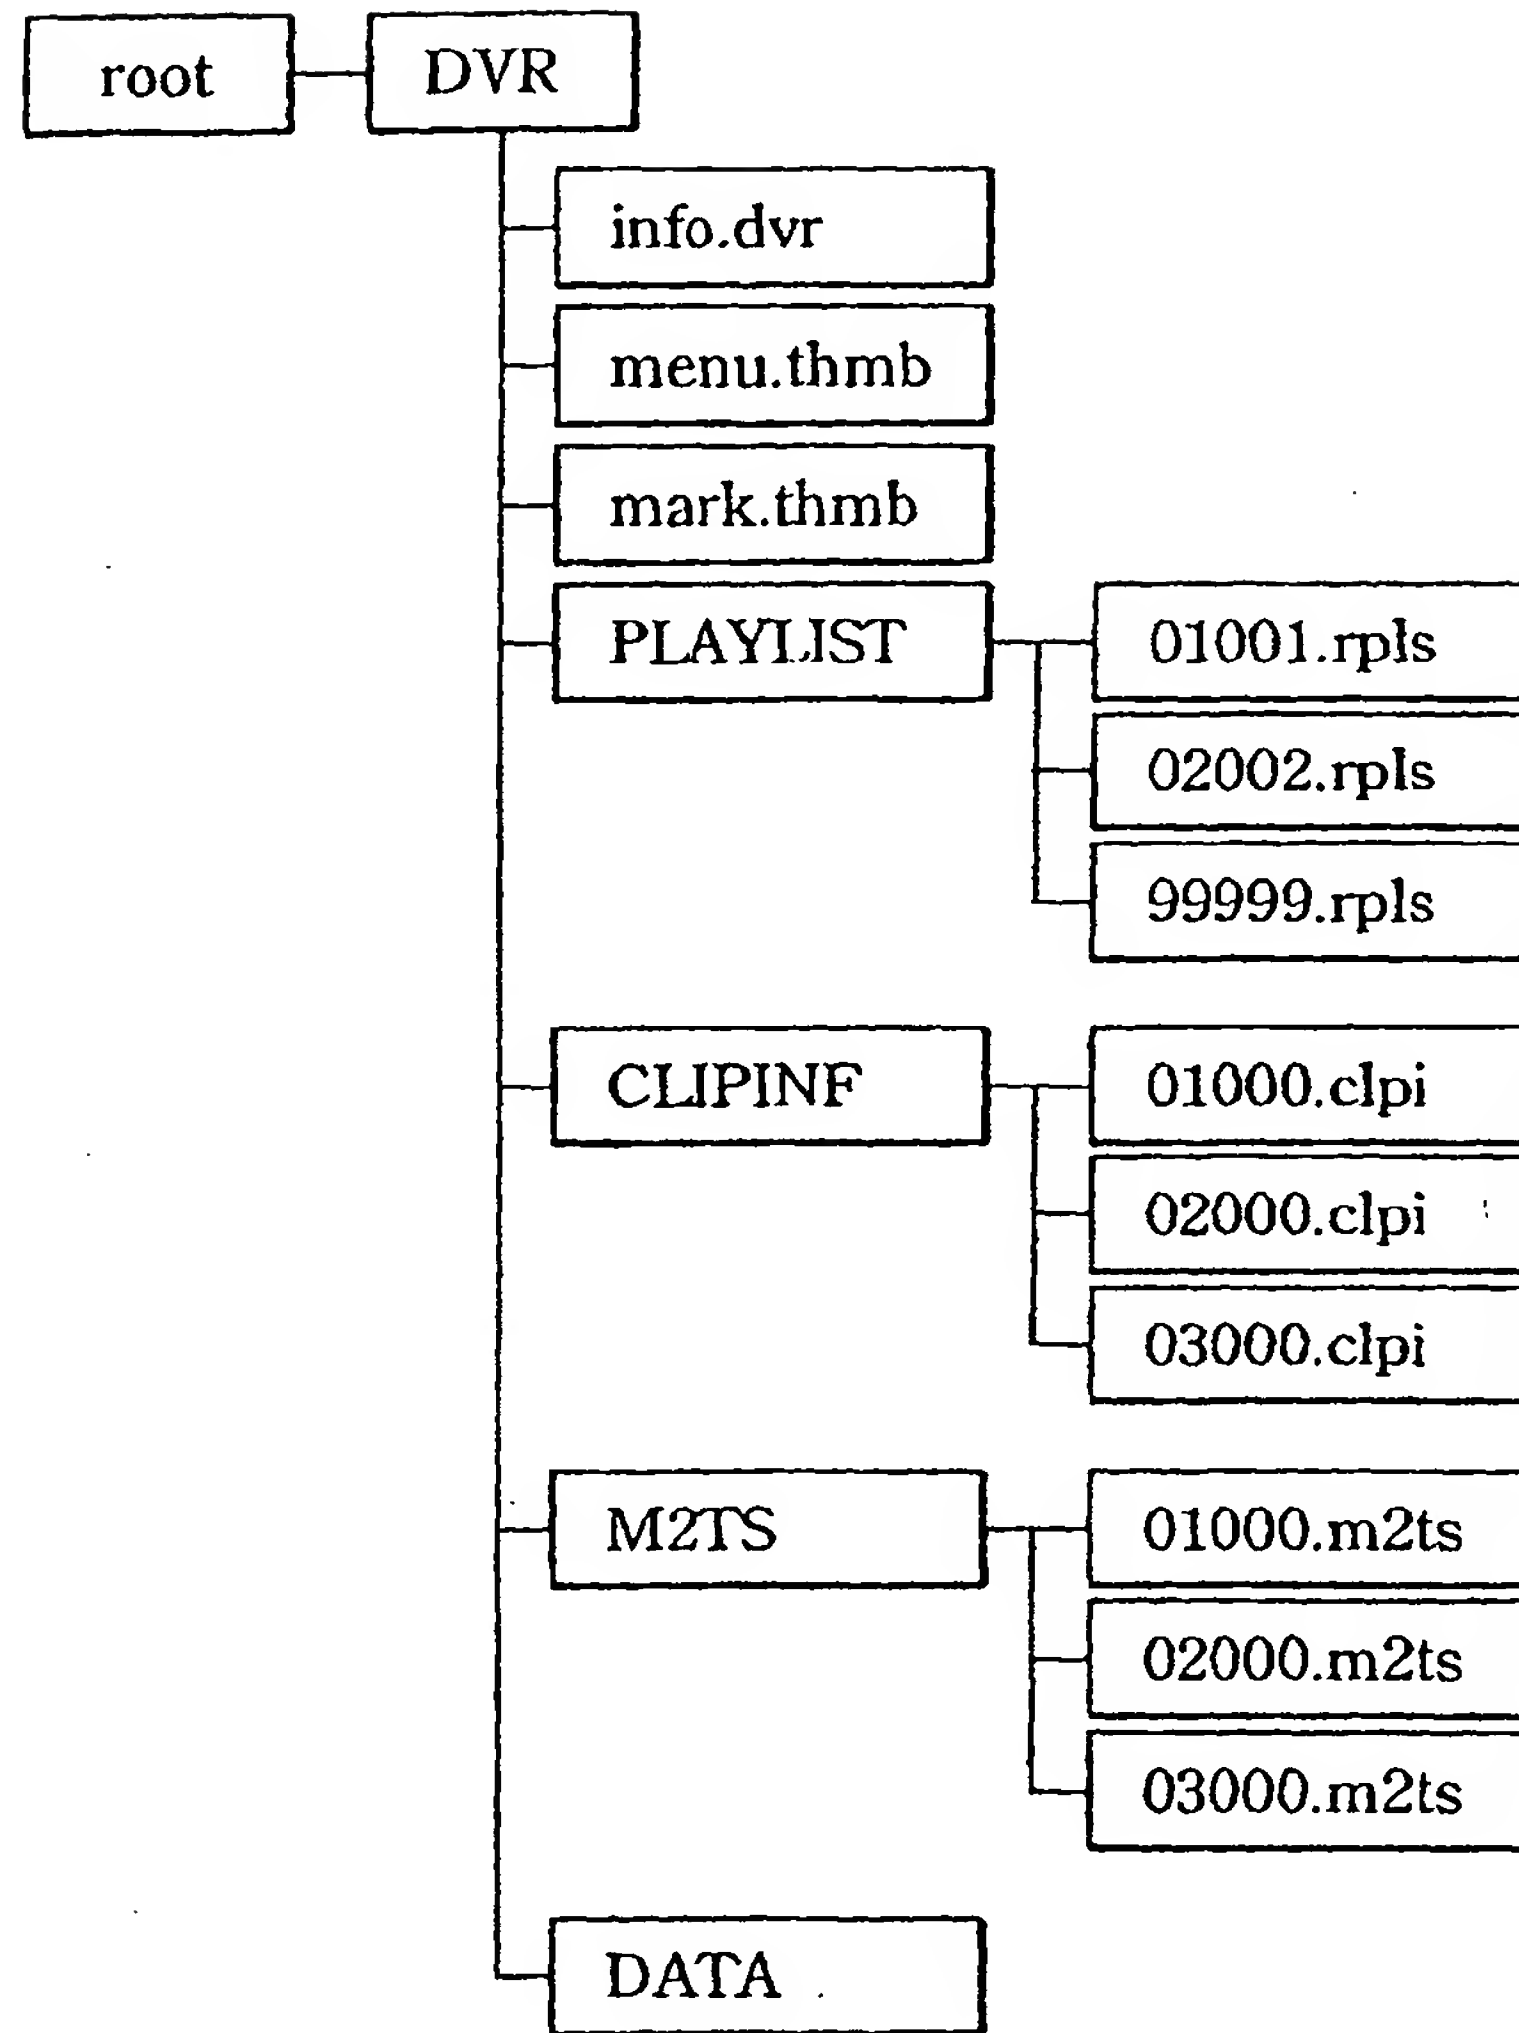 root
DVR
info.dvr
menu.thmb
mark.thmb
PLAYLIST
01001.rpls
02002.rpls
99999.rpls
CLIPINF
01000.clpi
02000.clpi
03000.clpi
M2TS
01000.m2ts
02000.m2ts
03000.m2ts
DATA